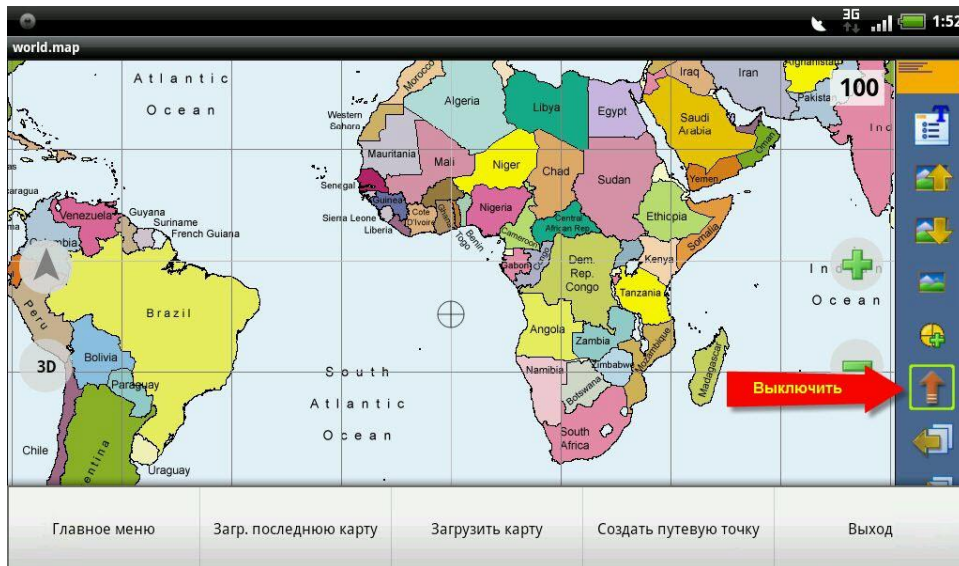 3G
1:52
world.map
100
Atlantic
Ocean
Morocco
Algeria
Libya
Egypt
Iraq
Iran
Afghanistan
Pakistan
Western
Sahara
Saudi
Arabia
Oman
Yemen
Mauritania
Mali
Niger
Chad
Sudan
Senegal
Guinea
Sierra Leone
Liberia
Cote
D'Ivoire
Ghana
Togo
Benin
Nigeria
Cameroon
Central
African Rep.
Ethiopia
Somalia
Venezuela
Guyana
Suriname
French Guiana
Gabon
Congo
Dem.
Rep.
Congo
Kenya
Tanzania
Indian
Ocean
Peru
Brazil
Bolivia
Paraguay
3D
South
Atlantic
Ocean
Angola
Zambia
Zimbabwe
Mozambique
Madagascar
Namibia
Botswana
South
Africa
Выключить
Chile
Uruguay
Главное меню
Загр. последнюю карту
Загрузить карту
Создать путевую точку
Выход